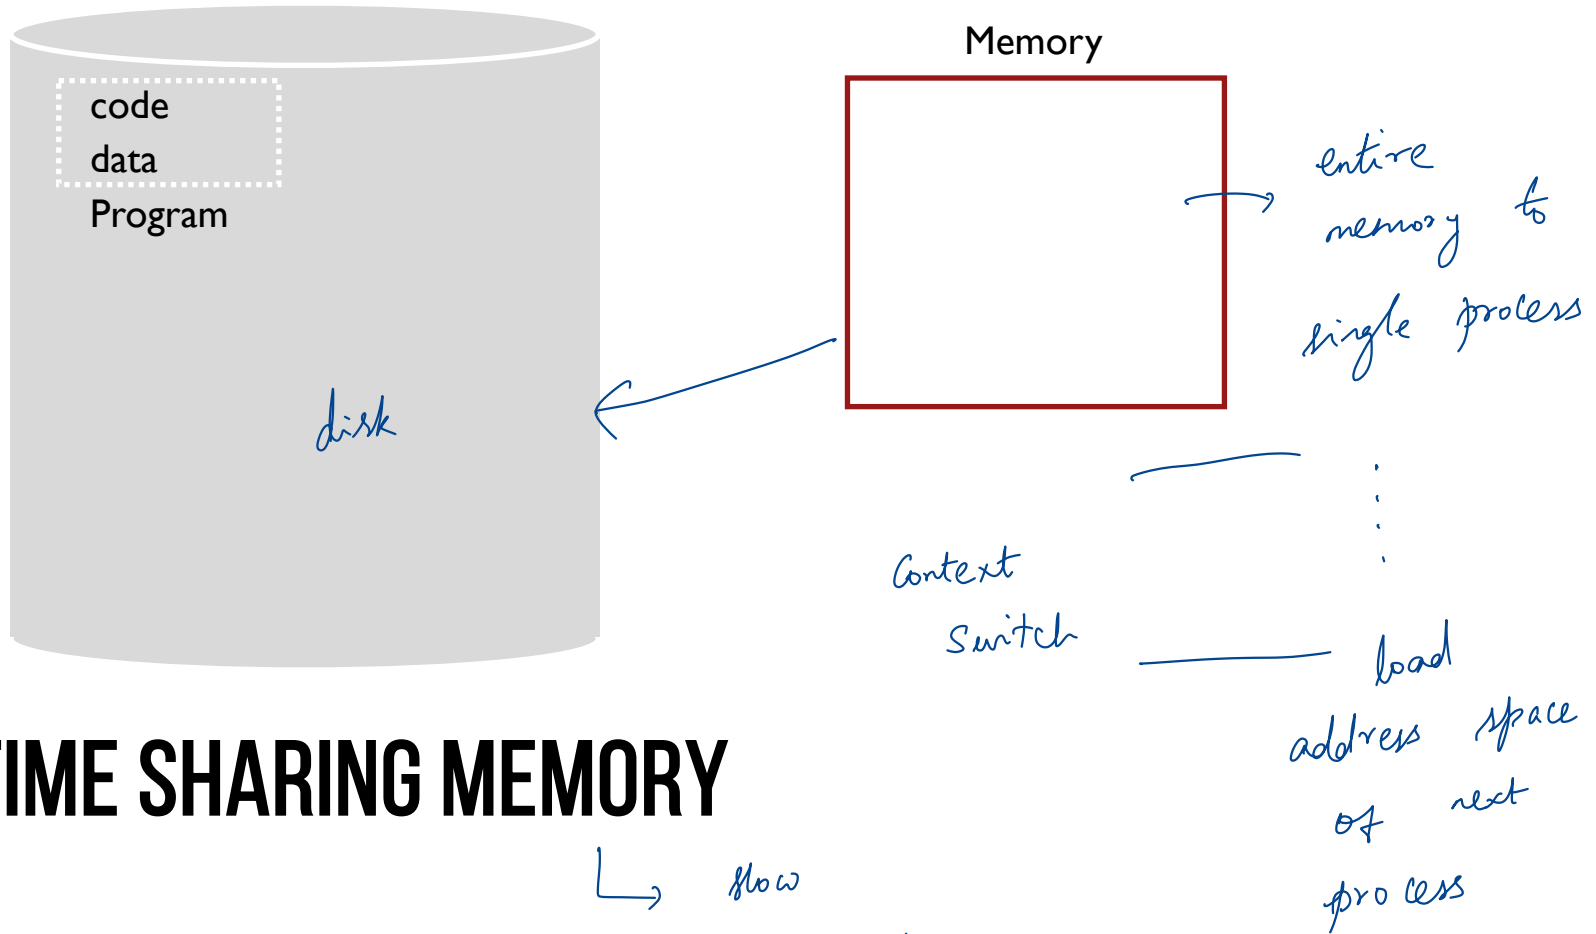 Memory
code
data
Program
entire
memory to
single process
disk
Context
Switch
load
address space
of next
process
TIME SHARING MEMORY
slow